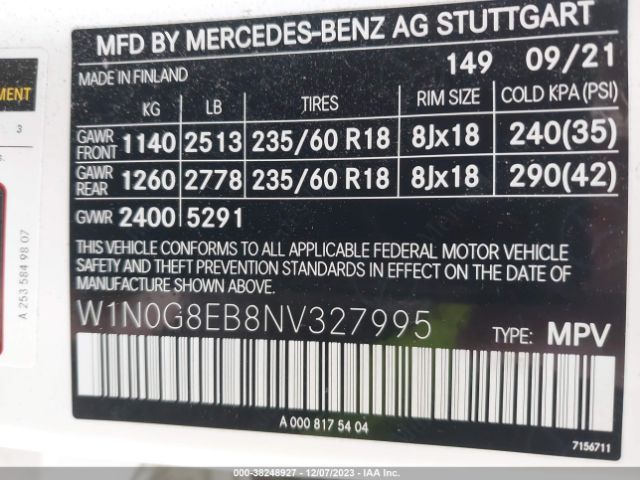 MFD BY MERCEDES-BENZ AG STUTTGART
149 09/21
MADE IN FINLAND
KG LB TIRES RIM SIZE COLD KPA (PSI)
GAWR FRONT 1140 2513 235/60 R18 8Jx18 240(35)
GAWR REAR 1260 2778 235/60 R18 8Jx18 290(42)
GVWR 2400 5291
THIS VEHICLE CONFORMS TO ALL APPLICABLE FEDERAL MOTOR VEHICLE
SAFETY AND THEFT PREVENTION STANDARDS IN EFFECT ON THE DATE OF
MANUFACTURE SHOWN ABOVE.
W1N0G8EB8NV327995 TYPE: MPV
A 000 817 54 04
7156711
3
A 253 584 98 07
000-38248927 - 12/07/2023 - IAA Inc.